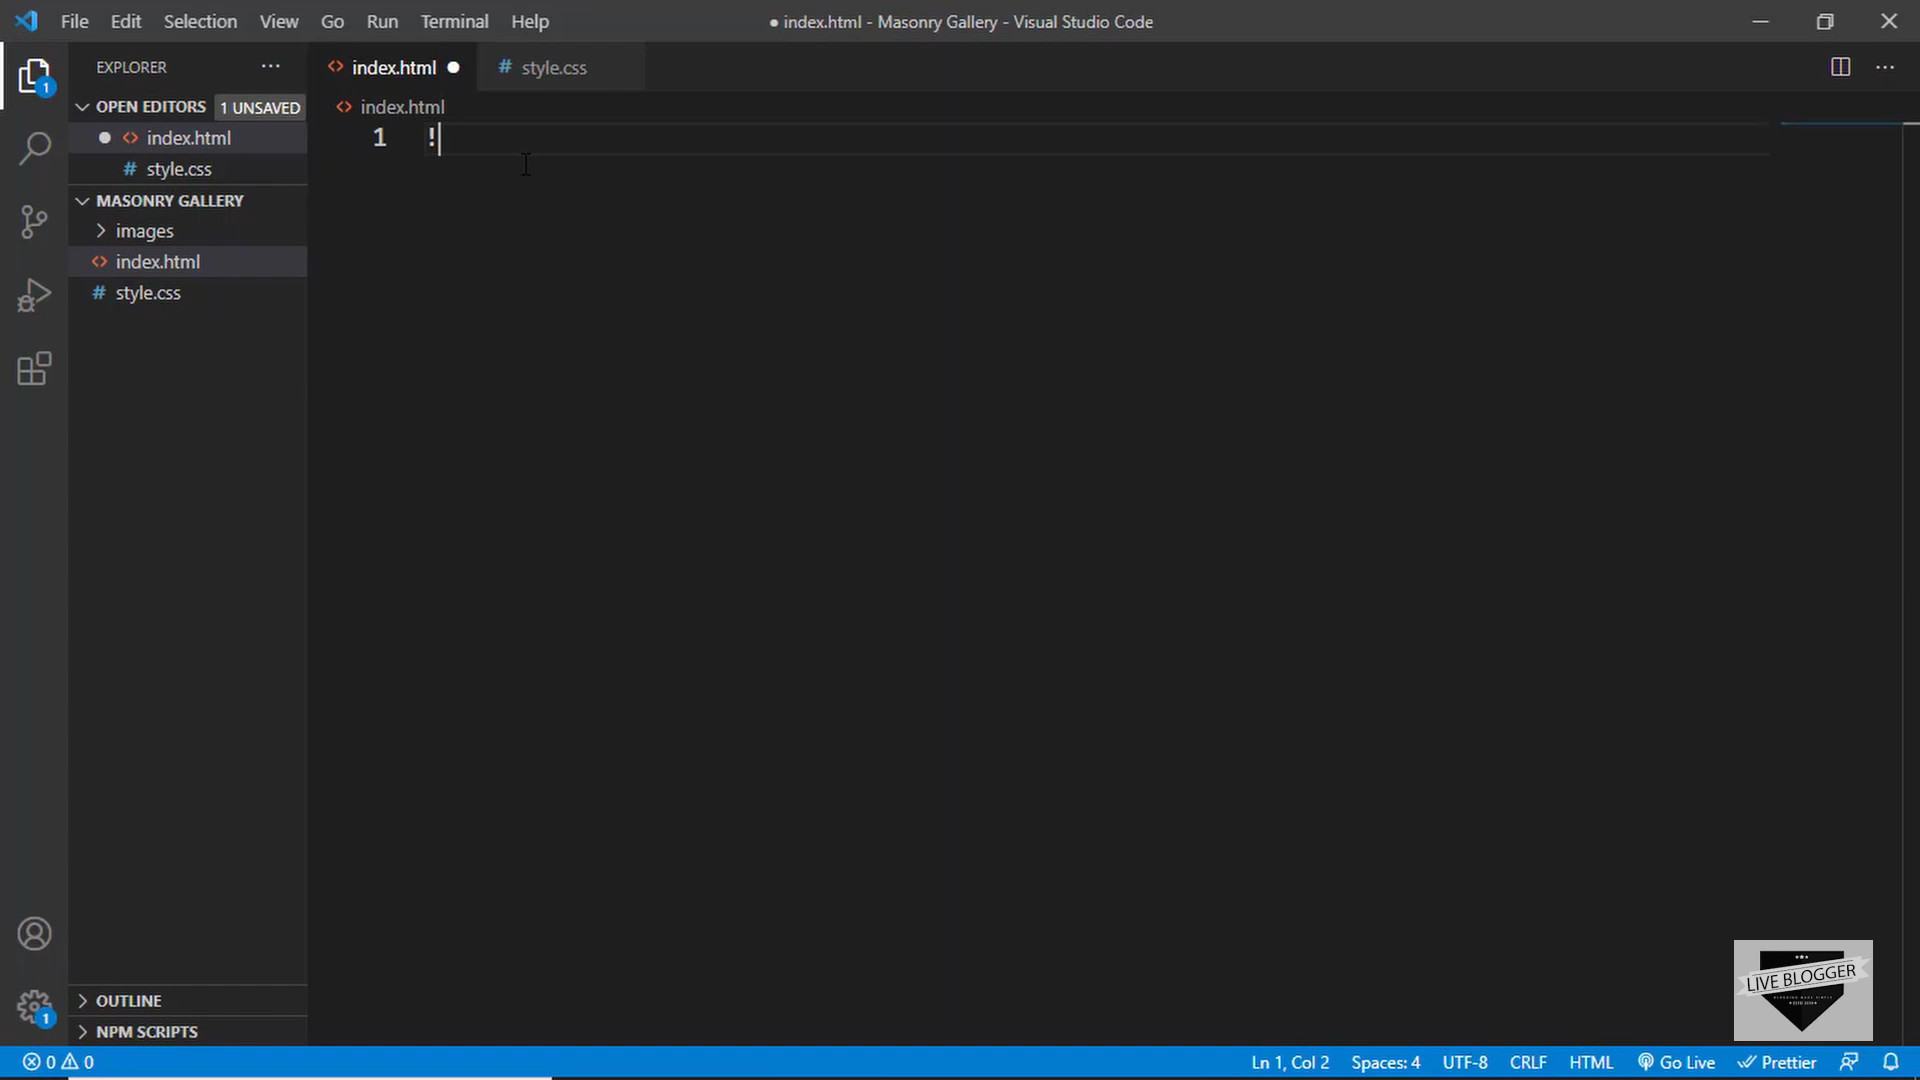 File Edit Selection View Go Run Terminal Help
● index.html - Masonry Gallery - Visual Studio Code
EXPLORER
index.html
style.css
OPEN EDITORS 1 UNSAVED
index.html
style.css
MASONRY GALLERY
images
index.html
style.css
OUTLINE
NPM SCRIPTS
index.html
1 !
1
1
LIVE BLOGGER
0 0
Ln 1, Col 2 Spaces: 4 UTF-8 CRLF HTML Go Live Prettier